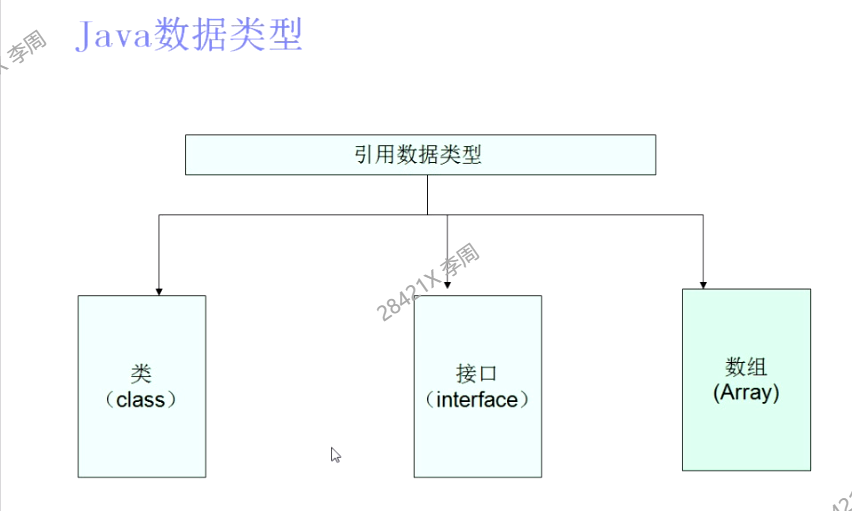 Java数据类型
X 李周
引用数据类型
28421X 李周
类
（class）
接口
（interface）
数组
(Array)